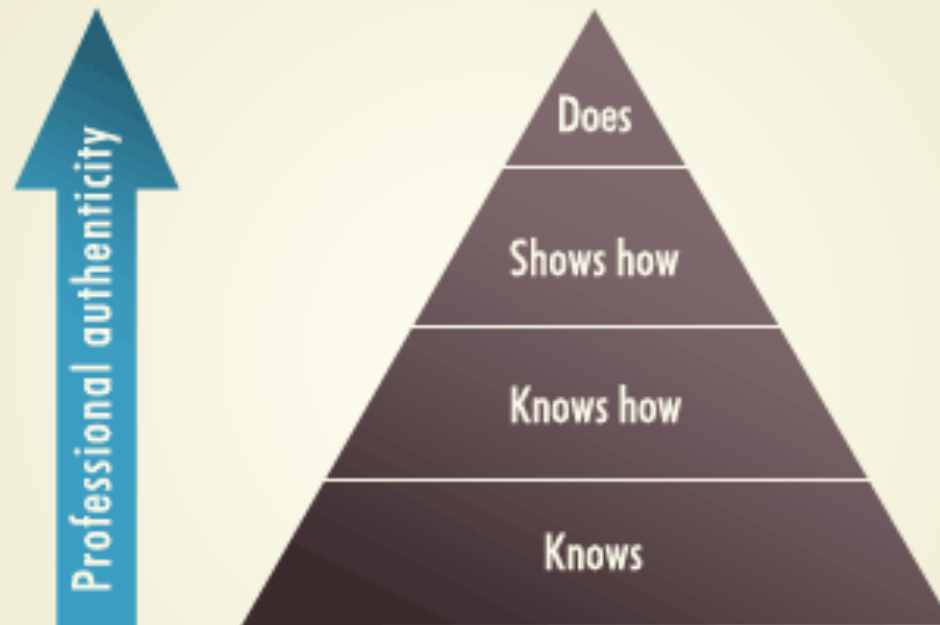 Professional authenticity
Does
Shows how
Knows how
Knows